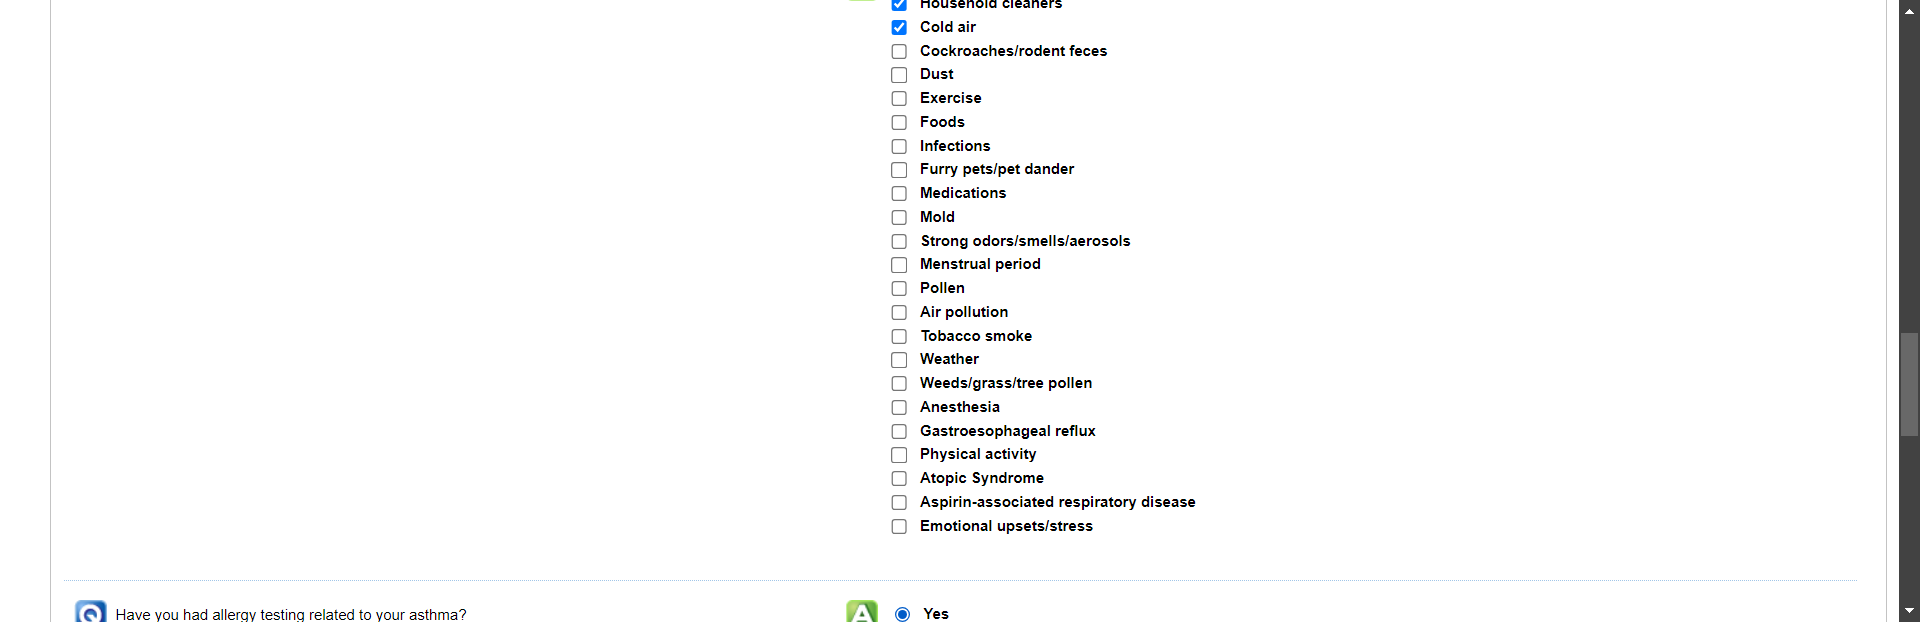 Household cleaners
Cold air
Cockroaches/rodent feces
Dust
Exercise
Foods
Infections
Furry pets/pet dander
Medications
Mold
Strong odors/smells/aerosols
Menstrual period
Pollen
Air pollution
Tobacco smoke
Weather
Weeds/grass/tree pollen
Anesthesia
Gastroesophageal reflux
Physical activity
Atopic Syndrome
Aspirin-associated respiratory disease
Emotional upsets/stress
Q Have you had allergy testing related to your asthma? A Yes